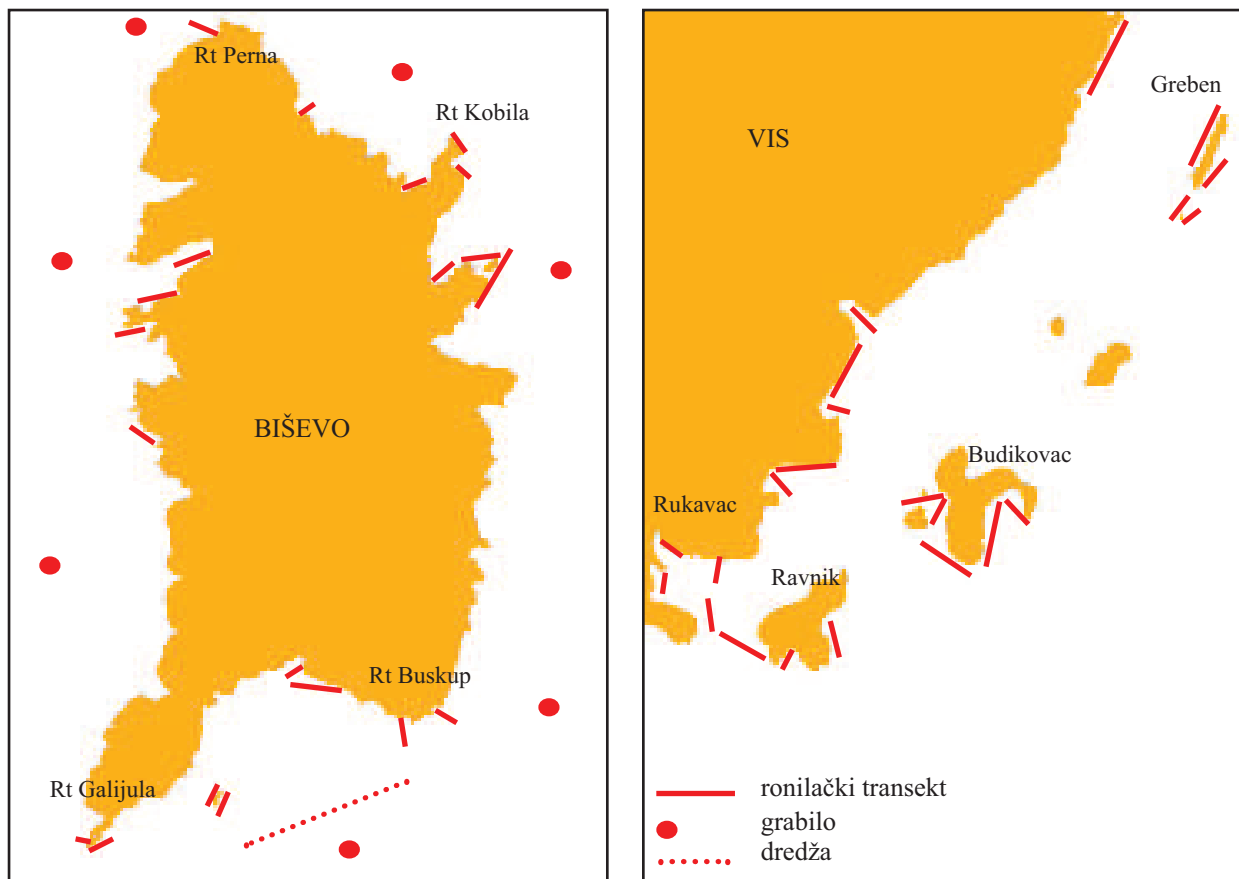 Rt Perna
Rt Kobila
BIŠEVO
Rt Buskup
Rt Galijula
Greben
VIS
Budikovac
Rukavac
Ravnik
ronilački transekt
grabilo
dredža